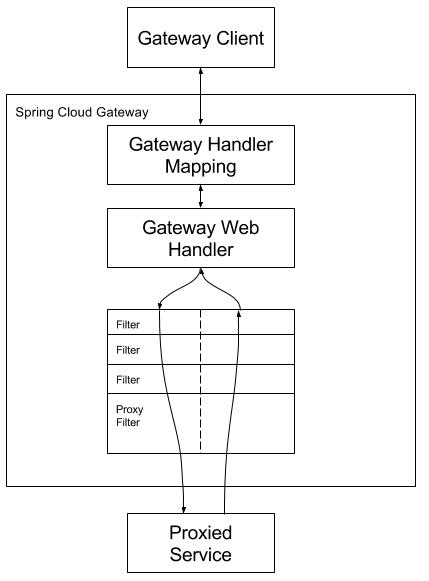 Gateway Client
Spring Cloud Gateway
Gateway Handler
Mapping
Gateway Web
Handler
Filter
Filter
Filter
Proxy
Filter
Proxied
Service